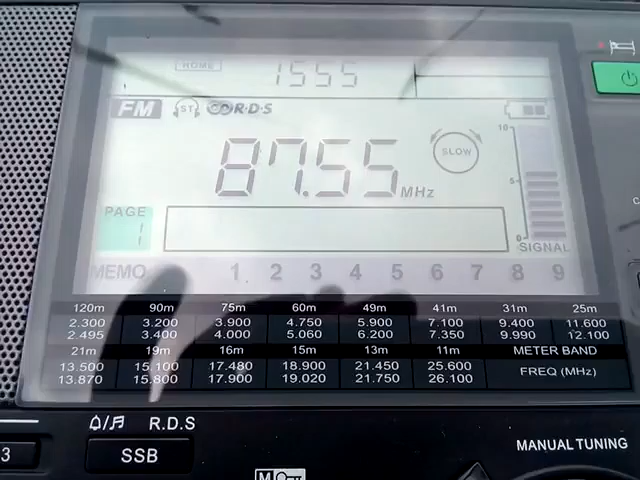 HOME 1555
FM ST R·D·S
10
87.55 MHz SLOW
5
PAGE
1
1
0
SIGNAL
MEMO 1 2 3 4 5 6 7 8 9
120m 90m 75m 60m 49m 41m 31m 25m
2.300 3.200 3.900 4.750 5.900 7.100 9.400 11.600
2.495 3.400 4.000 5.060 6.200 7.350 9.990 12.100
21m 19m 16m 15m 13m 11m METER BAND
13.500 15.100 17.480 18.900 21.450 25.600 FREQ (MHz)
13.870 15.800 17.900 19.020 21.750 26.100
R.D.S
3 SSB MANUAL TUNING
M